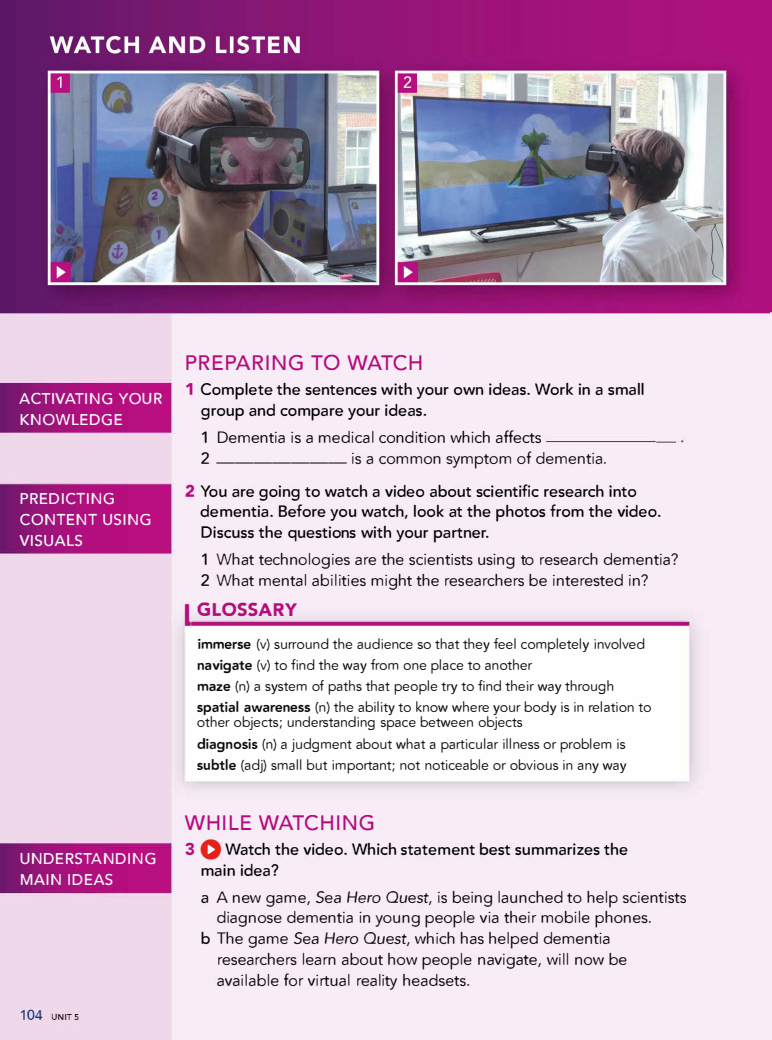 WATCH AND LISTEN
1
2
2
1
PREPARING TO WATCH
ACTIVATING YOUR
KNOWLEDGE
1 Complete the sentences with your own ideas. Work in a small
group and compare your ideas.
1 Dementia is a medical condition which affects ________________ .
2 ________________ is a common symptom of dementia.
PREDICTING
CONTENT USING
VISUALS
2 You are going to watch a video about scientific research into
dementia. Before you watch, look at the photos from the video.
Discuss the questions with your partner.
1 What technologies are the scientists using to research dementia?
2 What mental abilities might the researchers be interested in?
GLOSSARY
immerse (v) surround the audience so that they feel completely involved
navigate (v) to find the way from one place to another
maze (n) a system of paths that people try to find their way through
spatial awareness (n) the ability to know where your body is in relation to
other objects; understanding space between objects
diagnosis (n) a judgment about what a particular illness or problem is
subtle (adj) small but important; not noticeable or obvious in any way
WHILE WATCHING
UNDERSTANDING
MAIN IDEAS
3 Watch the video. Which statement best summarizes the
main idea?
a A new game, Sea Hero Quest, is being launched to help scientists
diagnose dementia in young people via their mobile phones.
b The game Sea Hero Quest, which has helped dementia
researchers learn about how people navigate, will now be
available for virtual reality headsets.
104 UNIT 5